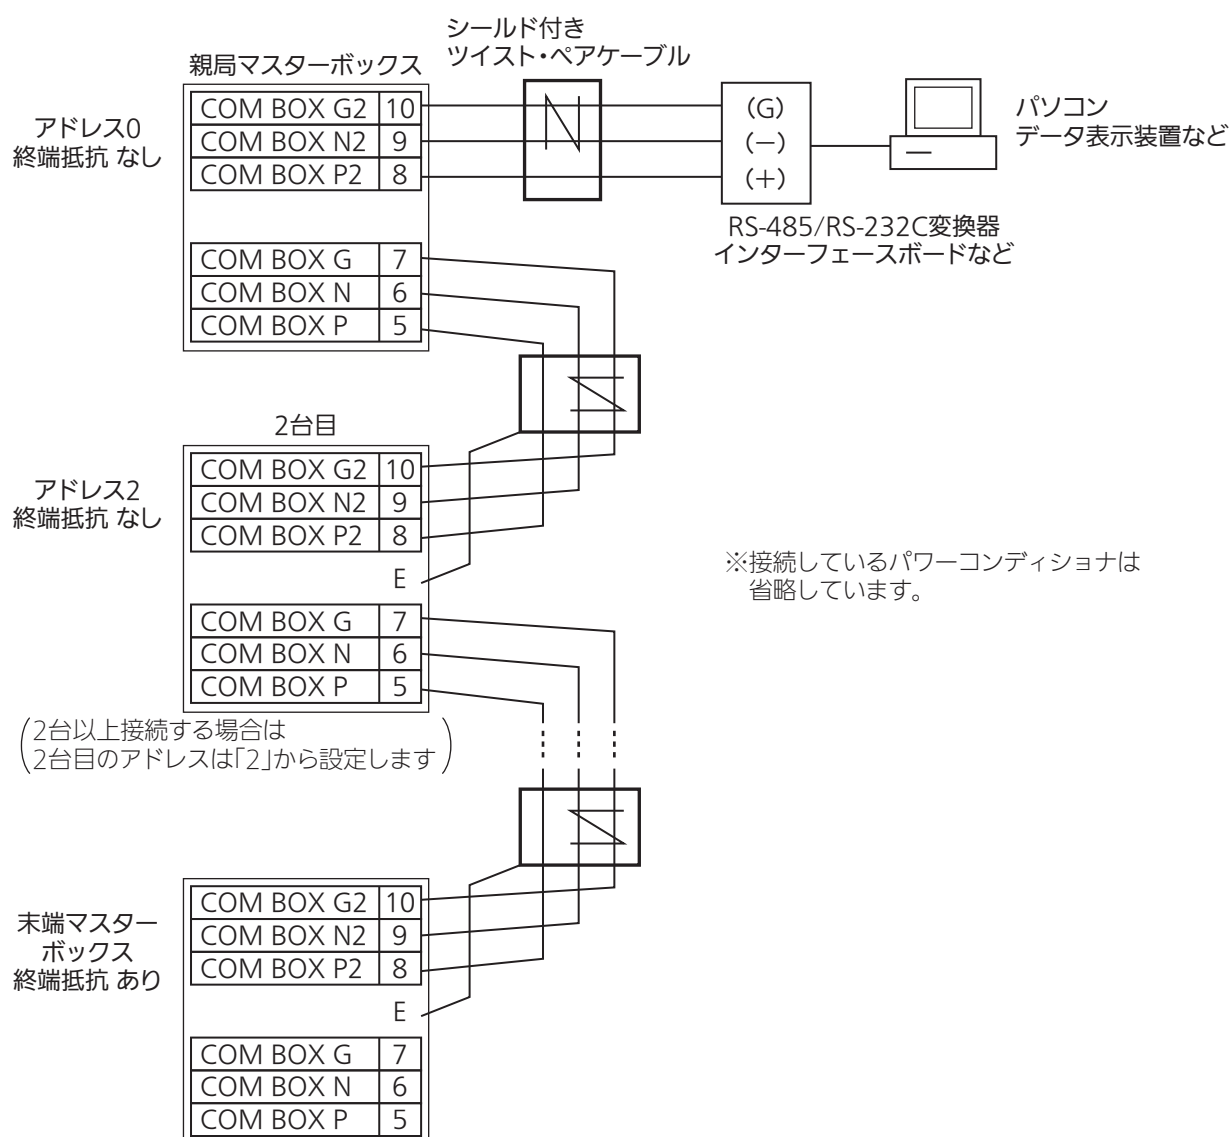 シールド付き
ツイスト・ペアケーブル
親局マスターボックス
アドレス0
終端抵抗 なし
COM BOX G2 10
COM BOX N2 9
COM BOX P2 8
(G)
(−)
(+)
パソコン
データ表示装置など
RS-485/RS-232C変換器
インターフェースボードなど
COM BOX G 7
COM BOX N 6
COM BOX P 5
2台目
アドレス2
終端抵抗 なし
COM BOX G2 10
COM BOX N2 9
COM BOX P2 8
E
※接続しているパワーコンディショナは
省略しています。
COM BOX G 7
COM BOX N 6
COM BOX P 5
(2台以上接続する場合は
2台目のアドレスは「2」から設定します)
末端マスター
ボックス
終端抵抗 あり
COM BOX G2 10
COM BOX N2 9
COM BOX P2 8
E
COM BOX G 7
COM BOX N 6
COM BOX P 5